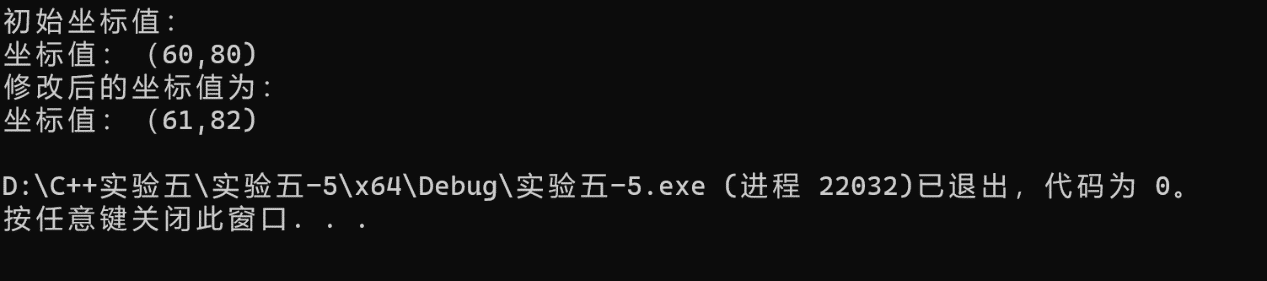 初始坐标值：
坐标值： （60,80)
修改后的坐标值为：
坐标值： （61,82)
D:\C++实验五\实验五-5\x64\Debug\实验五-5.exe (进程 22032)已退出，代码为 0。
按任意键关闭此窗口. . .